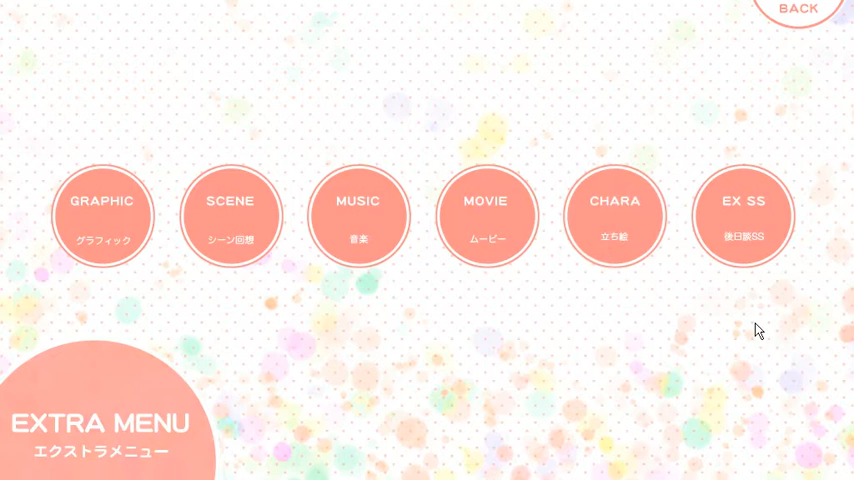 BACK
GRAPHIC
グラフィック
SCENE
シーン回想
MUSIC
音楽
MOVIE
ムービー
CHARA
立ち絵
EX SS
後日談SS
EXTRA MENU
エクストラメニュー